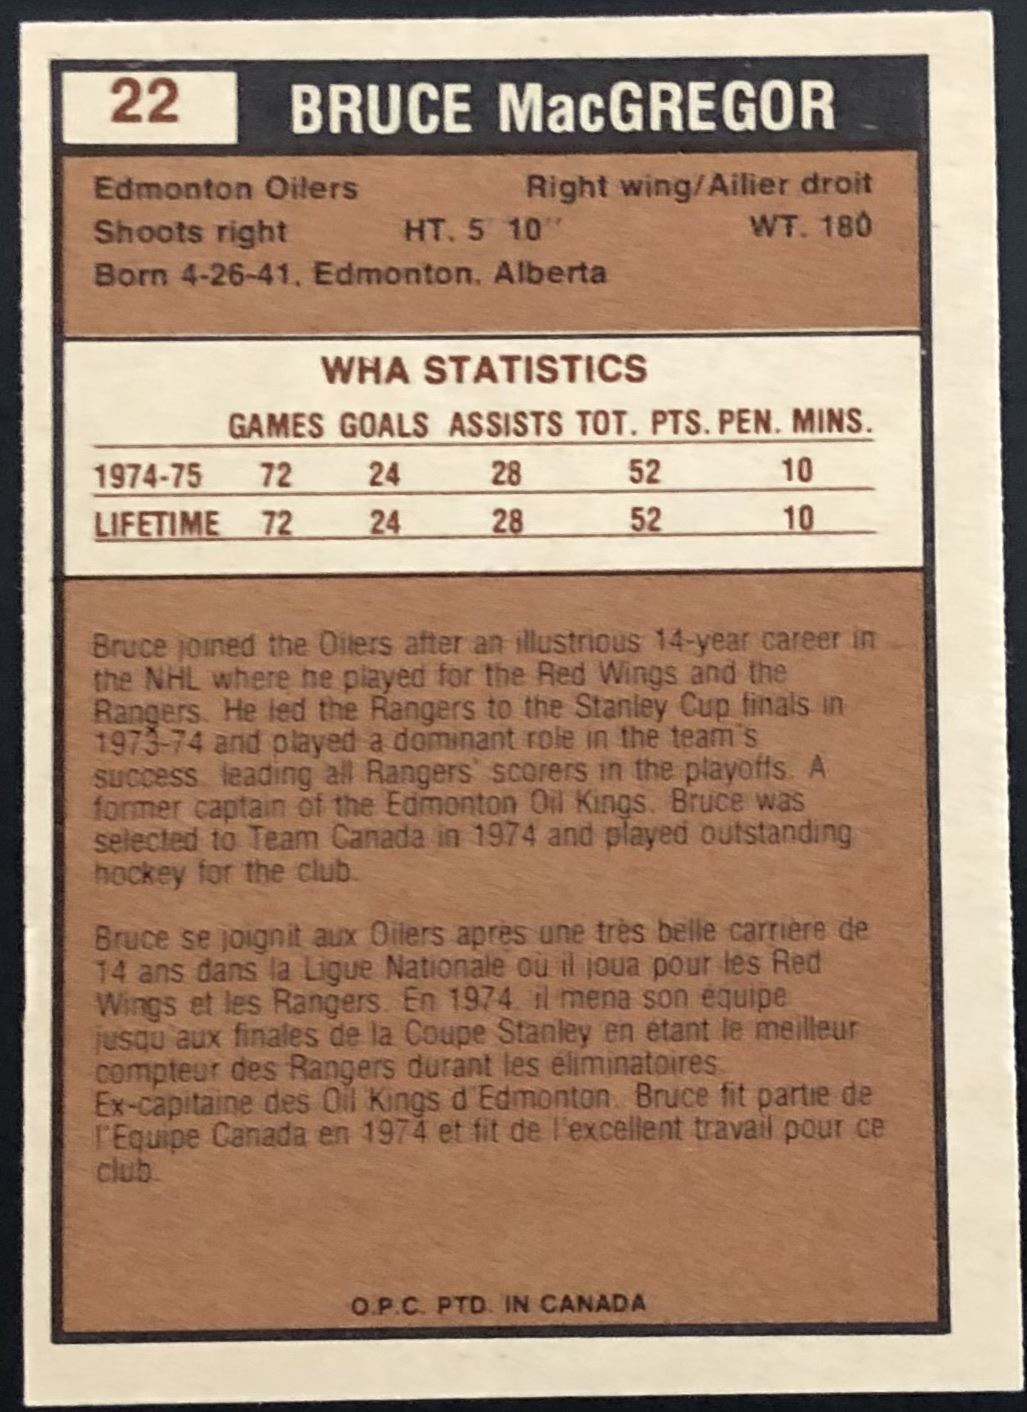 22 BRUCE MacGREGOR
Edmonton Oilers Right wing/Ailier droit
Shoots right HT. 5' 10'' WT. 180
Born 4-26-41, Edmonton, Alberta
WHA STATISTICS
GAMES GOALS ASSISTS TOT. PTS. PEN. MINS.
1974-75 72 24 28 52 10
LIFETIME 72 24 28 52 10
Bruce joined the Oilers after an illustrious 14-year career in
the NHL where he played for the Red Wings and the
Rangers. He led the Rangers to the Stanley Cup finals in
1973-74 and played a dominant role in the team's
success, leading all Rangers' scorers in the playoffs. A
former captain of the Edmonton Oil Kings, Bruce was
selected to Team Canada in 1974 and played outstanding
hockey for the club.
Bruce se joignit aux Oilers après une très belle carrière de
14 ans dans la Ligue Nationale où il joua pour les Red
Wings et les Rangers. En 1974, il mena son équipe
jusqu'aux finales de la Coupe Stanley en étant le meilleur
compteur des Rangers durant les éliminatoires.
Ex-capitaine des Oil Kings d'Edmonton, Bruce fit partie de
l'Equipe Canada en 1974 et fit de l'excellent travail pour ce
club.
O.P.C. PTD. IN CANADA